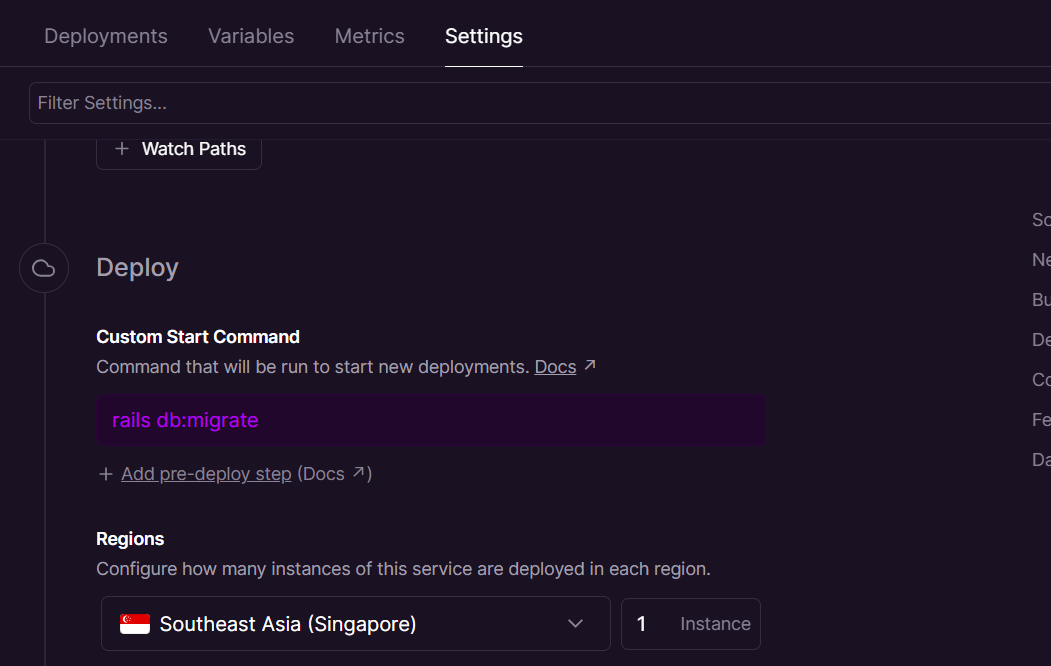 Deployments Variables Metrics Settings
Filter Settings...
+ Watch Paths
Deploy
Custom Start Command
Command that will be run to start new deployments. Docs ↗
rails db:migrate
+ Add pre-deploy step (Docs ↗)
Regions
Configure how many instances of this service are deployed in each region.
Southeast Asia (Singapore)
1 Instance
So
Ne
Bu
De
Co
Fe
Da